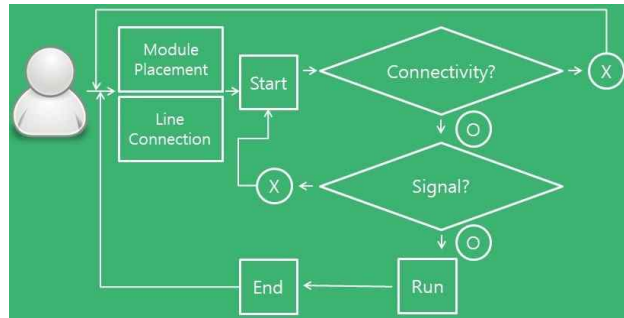 Module
Placement
Line
Connection
Start
Connectivity?
X
O
Signal?
X
O
Run
End